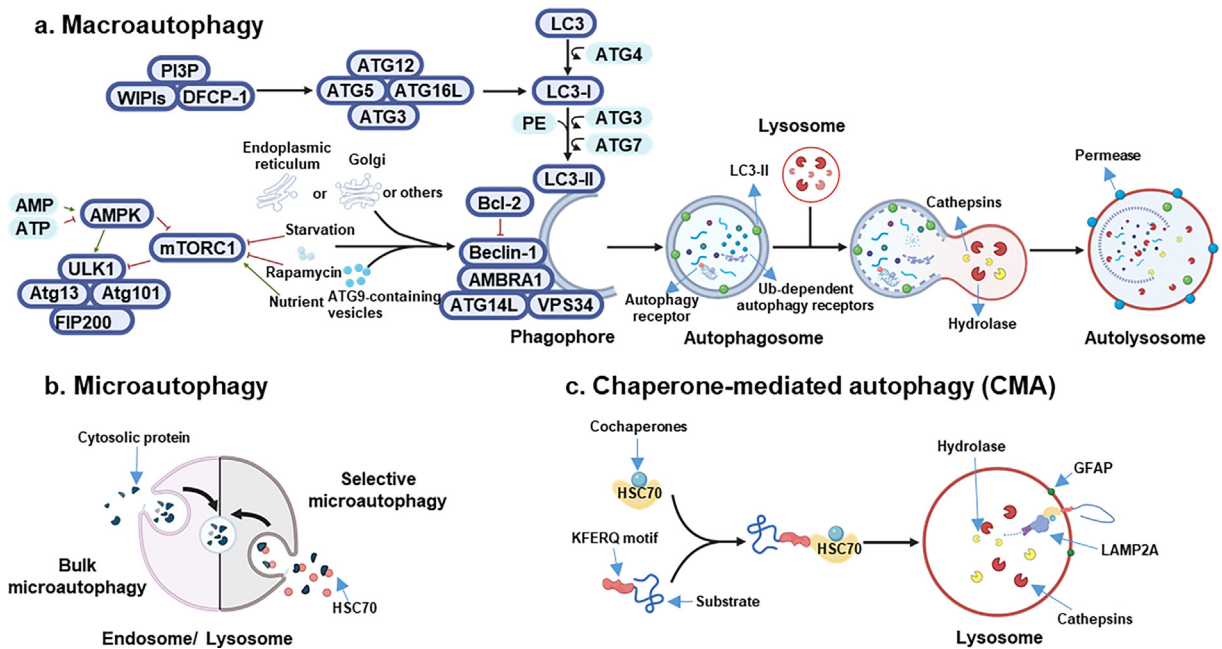 a. Macroautophagy
LC3
ATG4
PI3P
WIPIs
DFCP-1
ATG12
ATG5
ATG16L
ATG3
LC3-I
PE
ATG3
ATG7
LC3-II
Endoplasmic
reticulum
or
Golgi
or others
Bcl-2
AMP
ATP
AMPK
mTORC1
Starvation
Rapamycin
Nutrient
ATG9-containing
vesicles
ULK1
Atg13
Atg101
FIP200
Beclin-1
AMBRA1
ATG14L
VPS34
Phagophore
LC3-II
Autophagy
receptor
Ub-dependent
autophagy receptors
Autophagosome
Lysosome
Cathepsins
Hydrolase
Permease
Autolysosome
b. Microautophagy
Cytosolic protein
Selective
microautophagy
Bulk
microautophagy
HSC70
Endosome/ Lysosome
c. Chaperone-mediated autophagy (CMA)
Cochaperones
HSC70
KFERQ motif
Substrate
HSC70
Hydrolase
GFAP
LAMP2A
Cathepsins
Lysosome